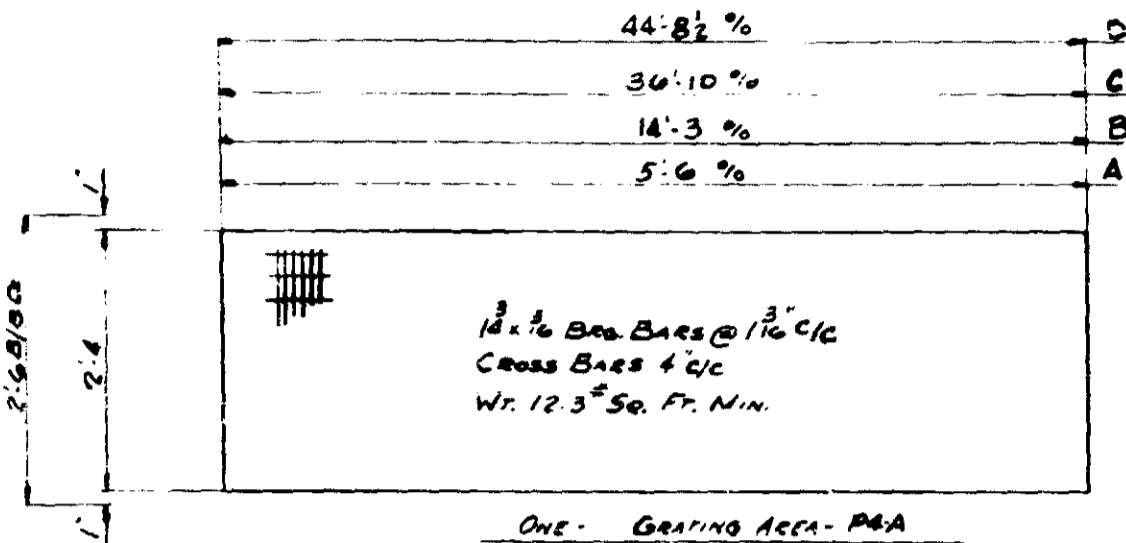 44'-8½ %
D
36'-10 %
C
14'-3 %
B
5'-6 %
A
1"
2'-6 B/B
2'-4
1¾ x 3/16 BRG. BARS @ 1 3/16" C/C
CROSS BARS 4" C/C
WT. 12.3# SQ. FT. MIN.
1"
ONE - GRATING AREA -